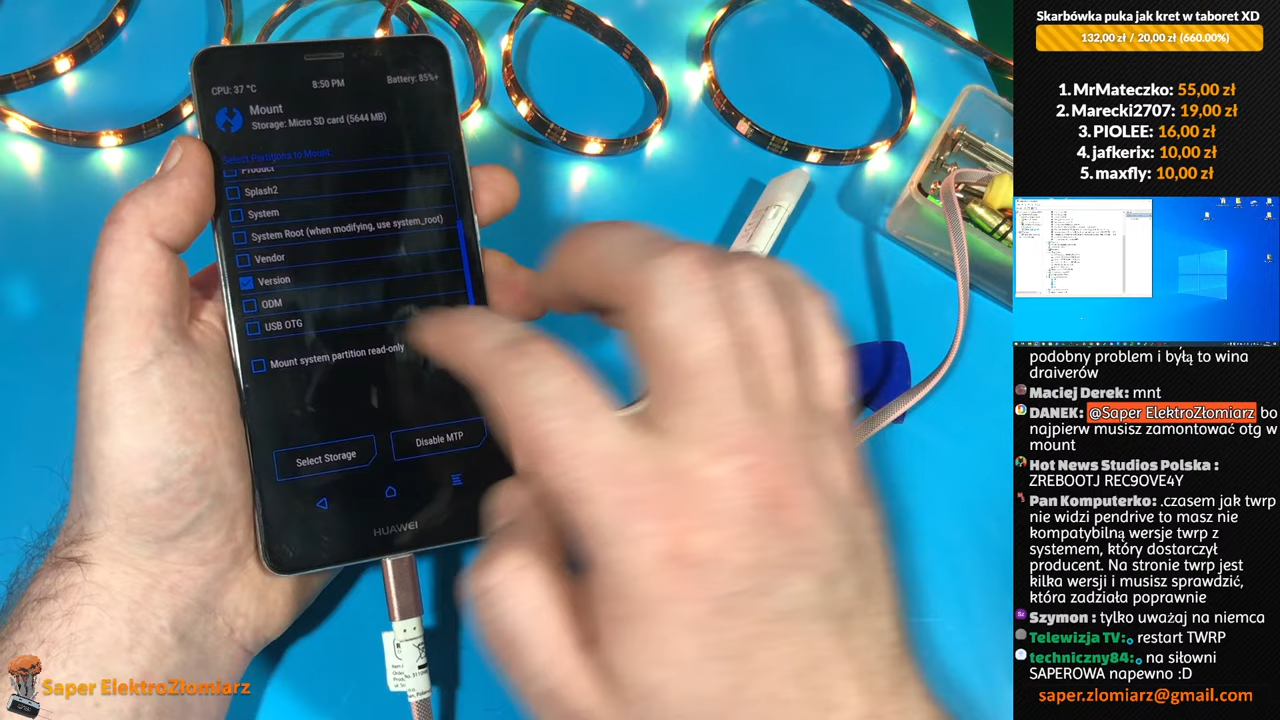 CPU: 37 °C
8:50 PM
Battery: 85%+
Mount
Storage: Micro SD card (5644 MB)
Select Partitions to Mount:
Product
Splash2
System
System Root (when modifying, use system_root)
Vendor
Version
ODM
USB OTG
Mount system partition read-only
Select Storage
Disable MTP
HUAWEI
Saper ElektroZłomiarz
Skarbówka puka jak kret w taboret XD
132,00 zł / 20,00 zł (660.00%)
1. MrMateczko: 55,00 zł
2. Marecki2707: 19,00 zł
3. PIOLEE: 16,00 zł
4. jafkerix: 10,00 zł
5. maxfly: 10,00 zł
podobny problem i byłą to wina
draiverów
Maciej Derek: mnt
DANEK: @Saper ElektroZłomiarz bo
najpierw musisz zamontować otg w
mount
Hot News Studios Polska :
ZREBOOTJ REC9OVE4Y
Pan Komputerko: .czasem jak twrp
nie widzi pendrive to masz nie
kompatybilną wersje twrp z
systemem, który dostarczył
producent. Na stronie twrp jest
kilka wersji i musisz sprawdzić,
która zadziała poprawnie
Szymon : tylko uważaj na niemca
Telewizja TV: restart TWRP
techniczny84: na siłowni
SAPEROWA napewno :D
saper.zlomiarz@gmail.com